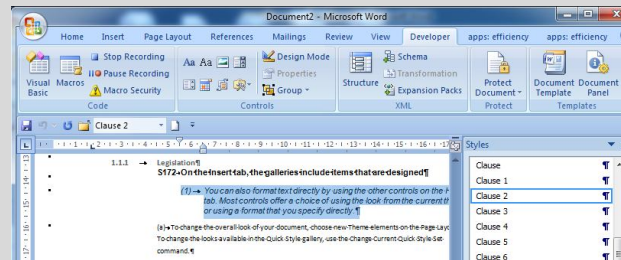 Document2 - Microsoft Word
Home Insert Page Layout References Mailings Review View Developer apps: efficiency apps: efficiency
Visual Basic
Macros
Stop Recording
Pause Recording
Macro Security
Code
Aa Aa
Design Mode
Properties
Group
Controls
Structure
Schema
Transformation
Expansion Packs
XML
Protect Document
Protect
Document Template
Document Panel
Templates
Clause 2
Styles
1.1.1 → Legislation¶
S172→On the Insert tab, the galleries include items that are designed¶
(1)→ You can also format text directly by using the other controls on the H
tab. Most controls offer a choice of using the look from the current th
or using a format that you specify directly.¶
(a)→To change the overall look of your document, choose new Theme elements on the Page Layo
To change the looks available in the Quick Style gallery, use the Change Current Quick Style Set
command.¶
Clause ¶
Clause 1 ¶
Clause 2 ¶
Clause 3 ¶
Clause 4 ¶
Clause 5 ¶
Clause 6 ¶